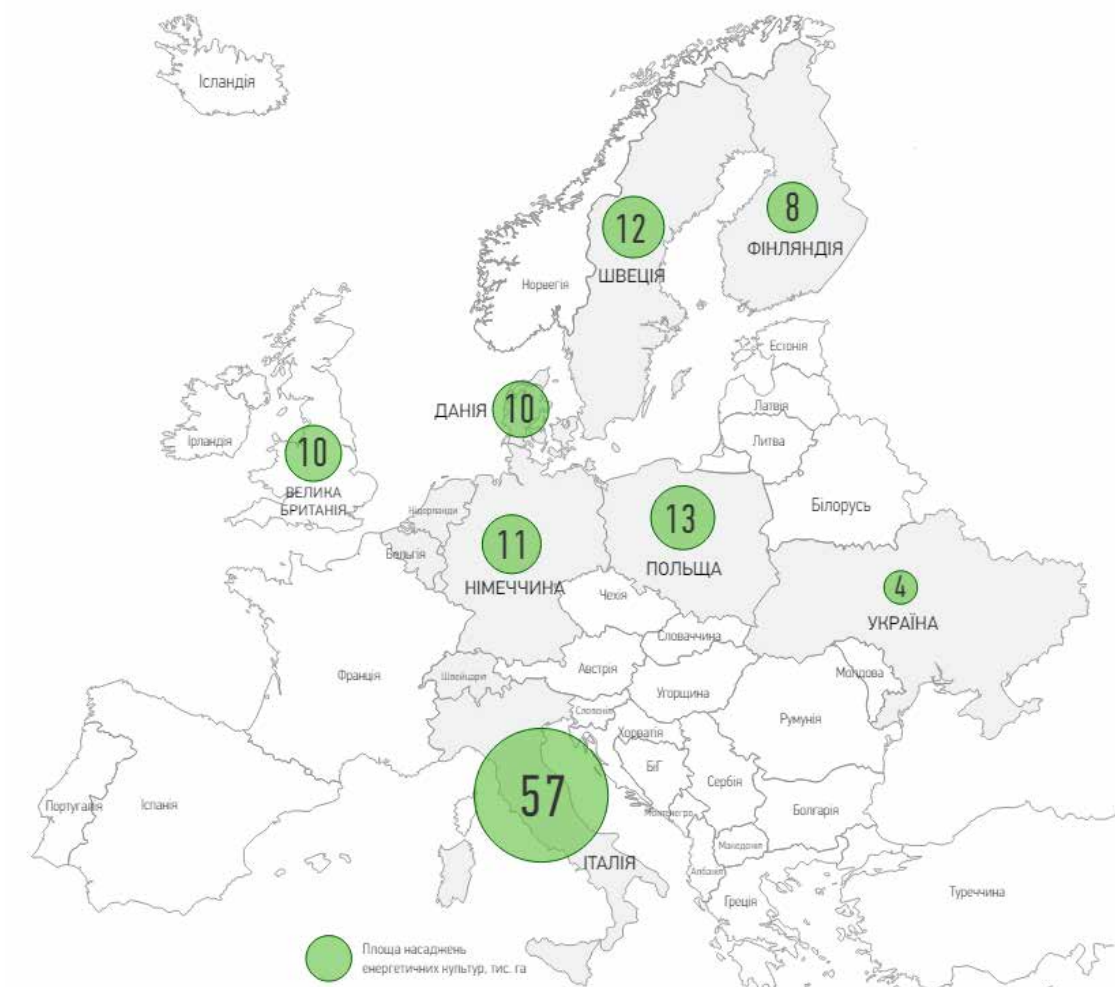 Ісландія
8
ФІНЛЯНДІЯ
12
ШВЕЦІЯ
Норвегія
Естонія
ДАНІЯ
10
Латвія
Литва
Ірландія
10
ВЕЛИКА
БРИТАНІЯ
Нідерланди
Бельгія
11
НІМЕЧЧИНА
13
ПОЛЬЩА
Білорусь
4
УКРАЇНА
Чехія
Словаччина
Франція
Швейцарія
Австрія
Угорщина
Молдова
Словенія
Хорватія
Румунія
БіГ
Сербія
57
Португалія
Іспанія
Монтенегро
Болгарія
Македонія
Албанія
ІТАЛІЯ
Греція
Туреччина
Площа насаджень
енергетичних культур, тис. га